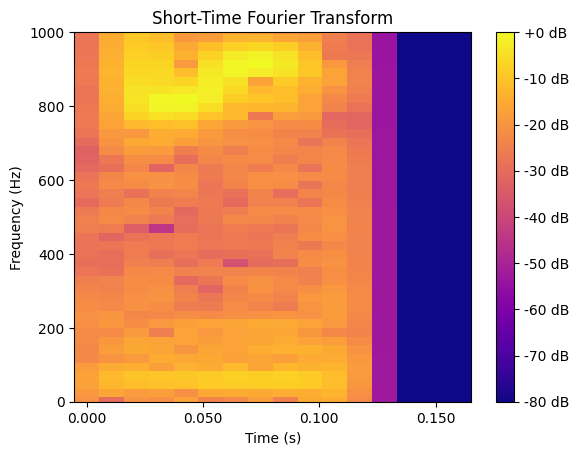 Short-Time Fourier Transform
1000
800
600
400
200
0
Frequency (Hz)
0.000
0.050
0.100
0.150
Time (s)
+0 dB
-10 dB
-20 dB
-30 dB
-40 dB
-50 dB
-60 dB
-70 dB
-80 dB